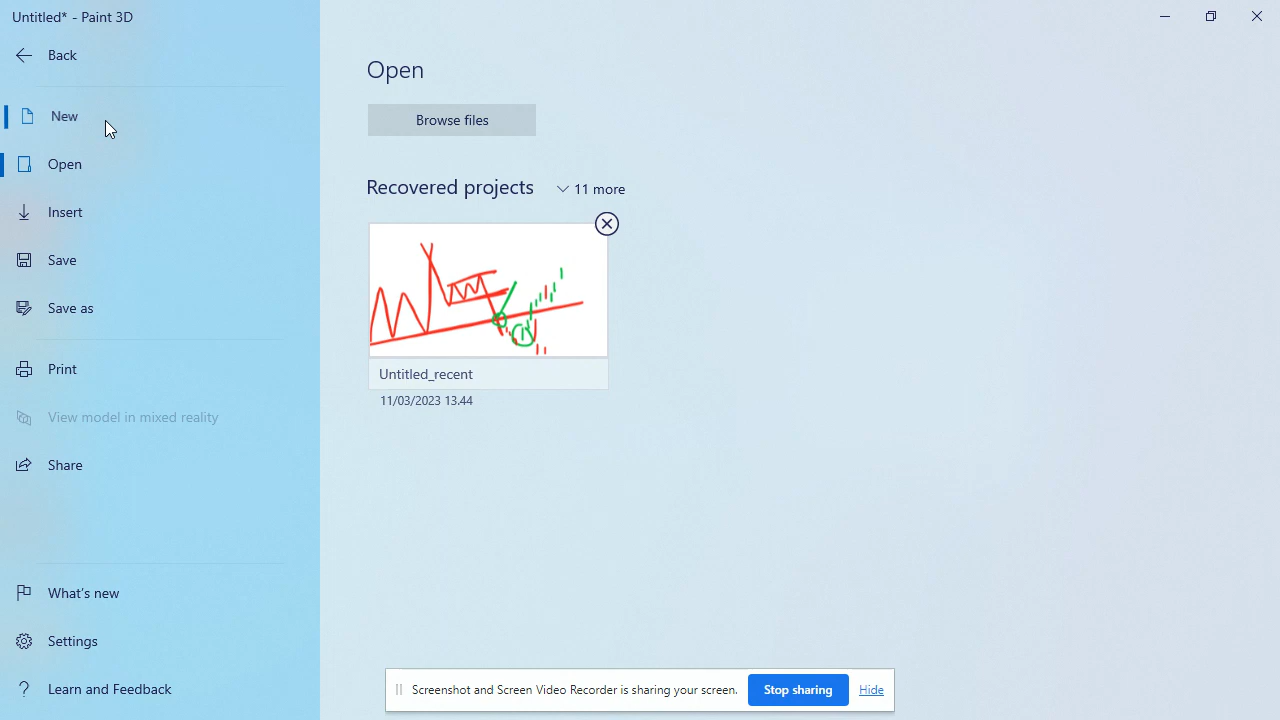 Untitled* - Paint 3D
Back
New
Open
Insert
Save
Save as
Print
View model in mixed reality
Share
What's new
Settings
Learn and Feedback
Open
Browse files
Recovered projects
11 more
Untitled_recent
11/03/2023 13.44
Screenshot and Screen Video Recorder is sharing your screen.
Stop sharing
Hide